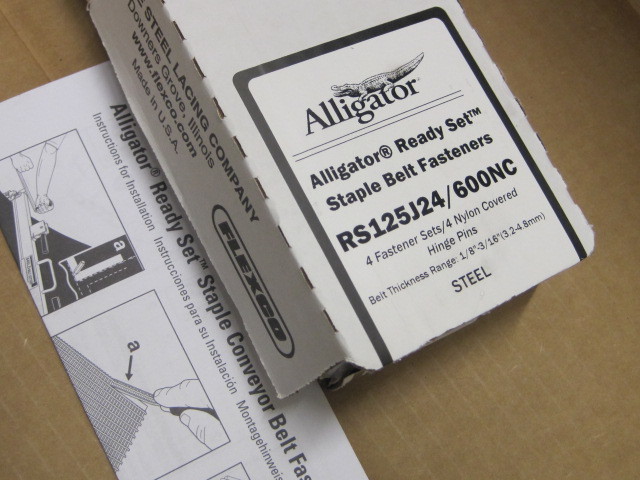 Alligator®
Alligator® Ready Set™
Staple Belt Fasteners
RS125J24/600NC
4 Fastener Sets/4 Nylon Covered
Hinge Pins
Belt Thickness Range: 1/8"-3/16"(3.2-4.8mm)
STEEL
STEEL LACING COMPANY
Downers Grove, Illinois
www.flexco.com
Made in U.S.A.
FLEXCO
Alligator® Ready Set™ Staple Conveyor Belt Fas
Instructions for Installation Instrucciones para su Instalación Montagehinweis
a
a